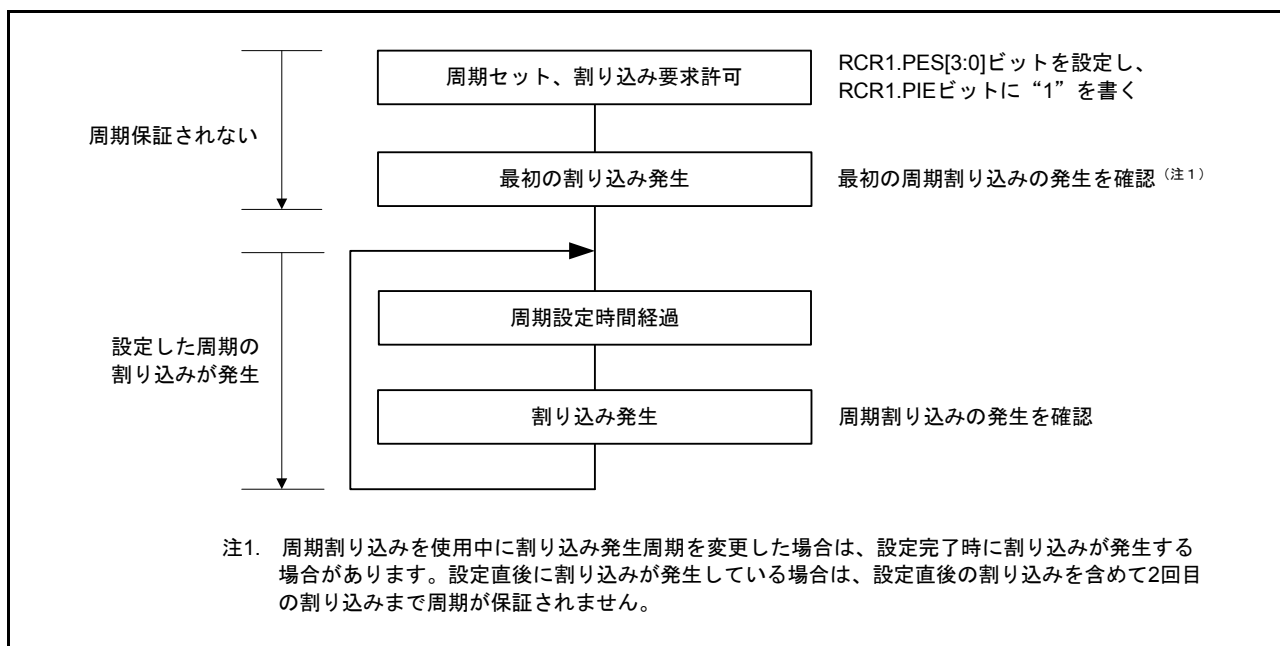 周期セット、割り込み要求許可
RCR1.PES[3:0]ビットを設定し、
RCR1.PIEビットに“1”を書く
周期保証されない
最初の割り込み発生
最初の周期割り込みの発生を確認（注1）
周期設定時間経過
設定した周期の
割り込みが発生
割り込み発生
周期割り込みの発生を確認
注1. 周期割り込みを使用中に割り込み発生周期を変更した場合は、設定完了時に割り込みが発生する
場合があります。設定直後に割り込みが発生している場合は、設定直後の割り込みを含めて2回目
の割り込みまで周期が保証されません。